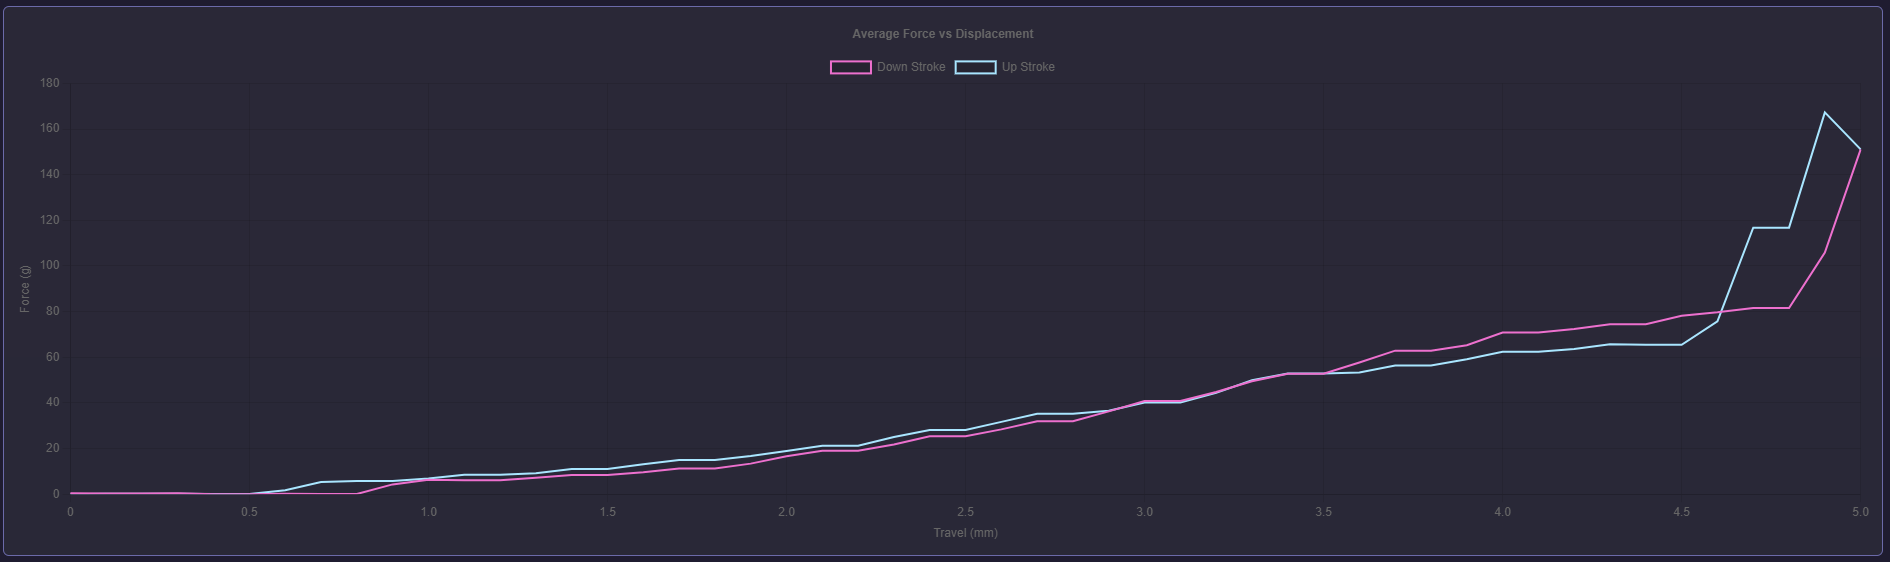 Average Force vs Displacement
Down Stroke Up Stroke
180
160
140
120
100
80
60
40
20
0
Force (g)
0 0.5 1.0 1.5 2.0 2.5 3.0 3.5 4.0 4.5 5.0
Travel (mm)